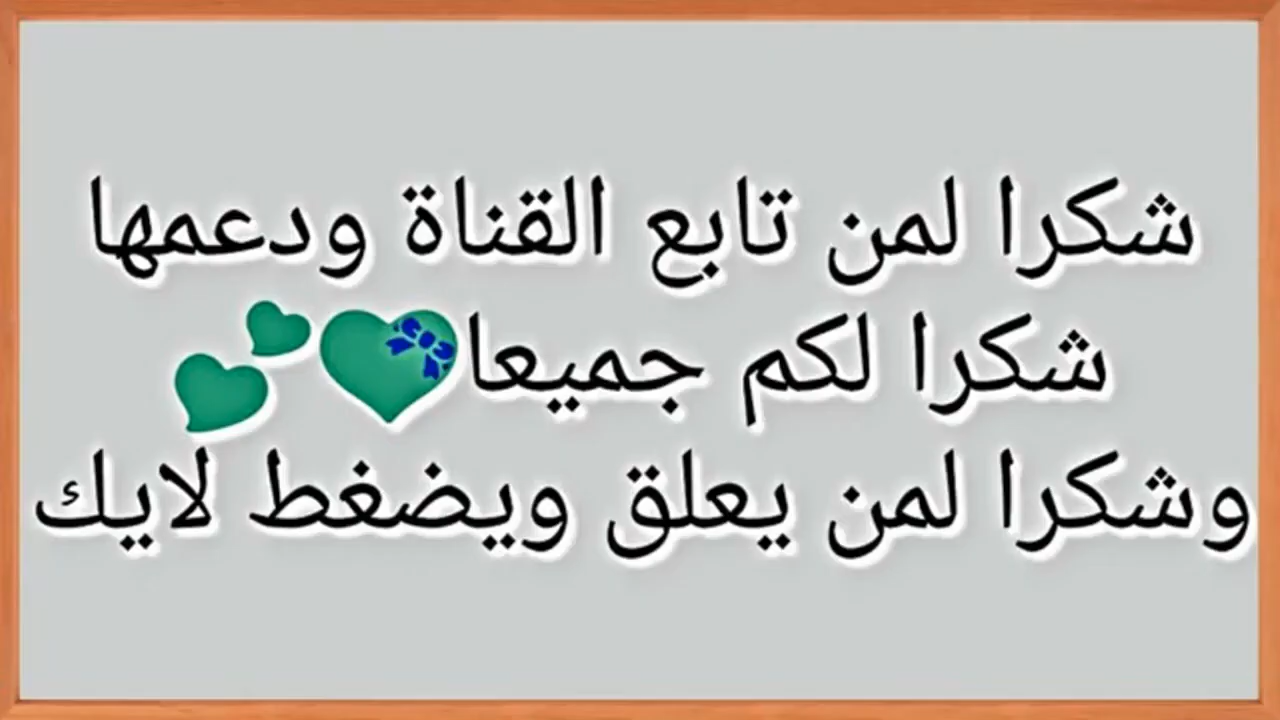 شكرا لمن تابع القناة ودعمها
شكرا لكم جميعا💝💕
وشكرا لمن يعلق ويضغط لايك